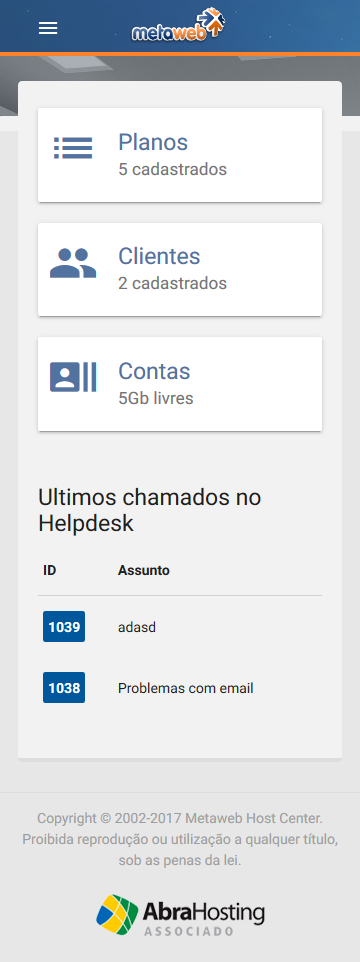 metaweb
Planos
5 cadastrados
Clientes
2 cadastrados
Contas
5Gb livres
Ultimos chamados no
Helpdesk
ID Assunto
1039 adasd
1038 Problemas com email
Copyright © 2002-2017 Metaweb Host Center.
Proibida reprodução ou utilização a qualquer título,
sob as penas da lei.
AbraHosting
ASSOCIADO